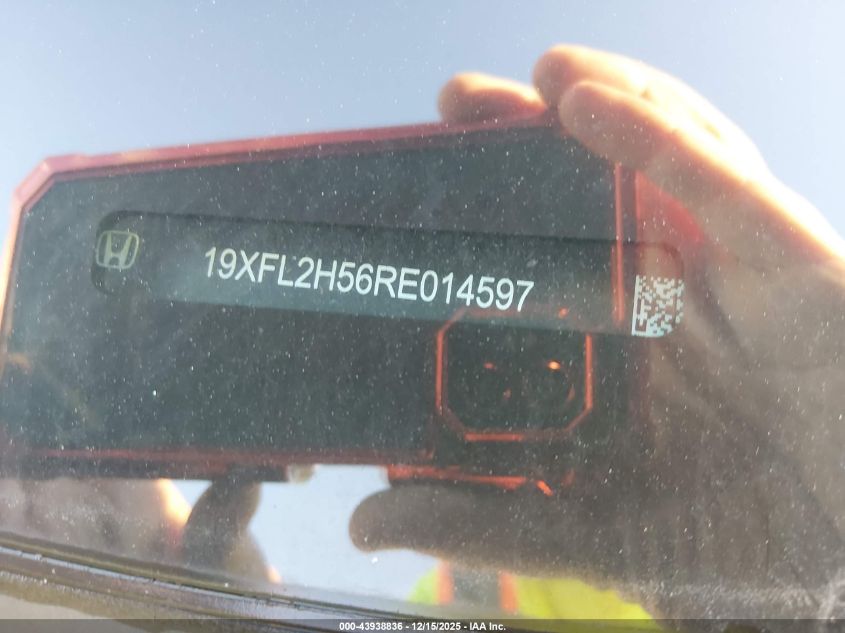 19XFL2H56RE014597
000-43938836 - 12/15/2025 - IAA Inc.